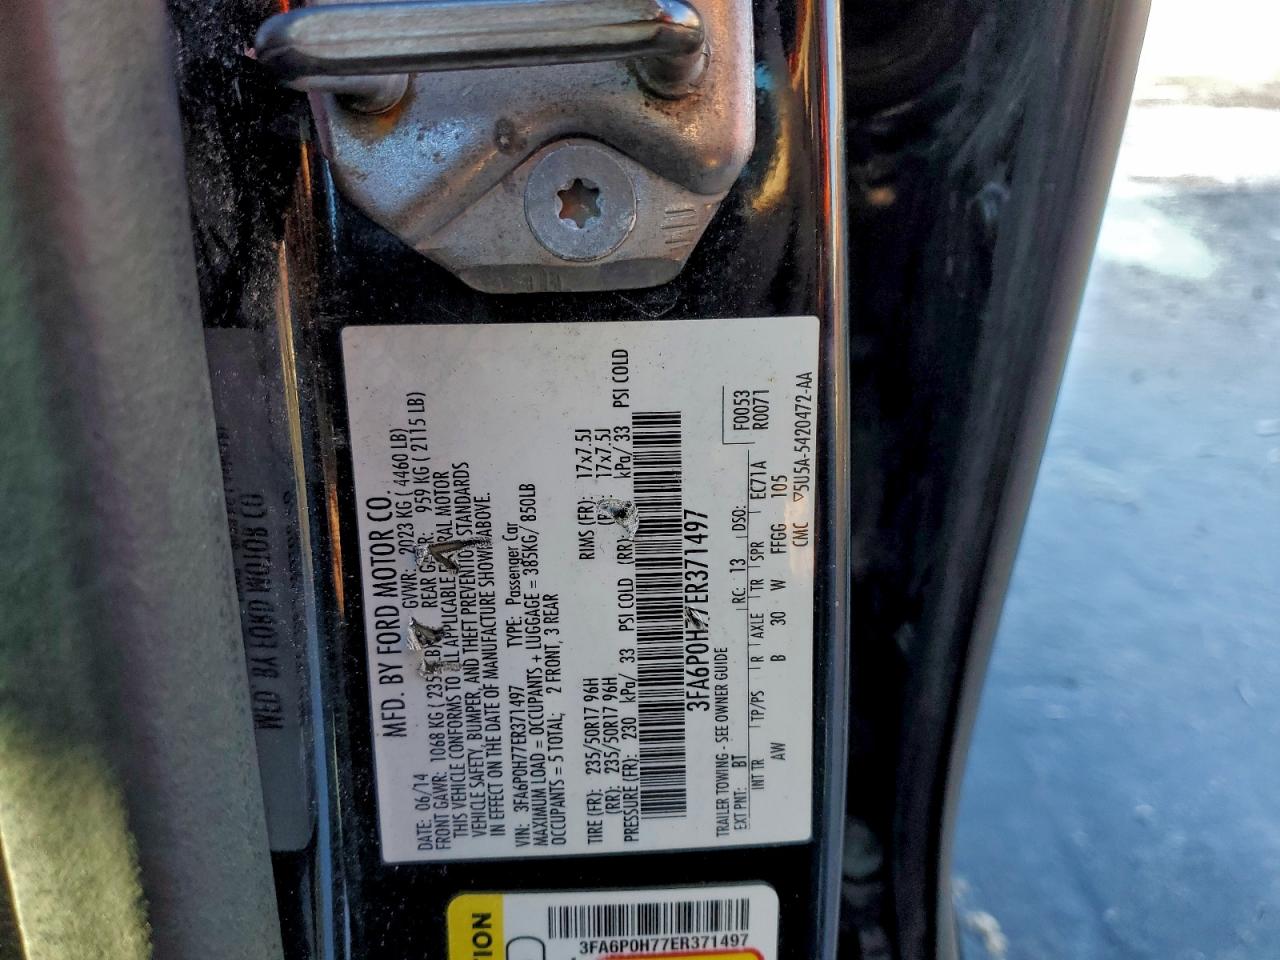 MFD. BY FORD MOTOR CO.
DATE: 06/14 GVWR: 2023 KG ( 4460 LB)
FRONT GAWR: 1068 KG ( REAR 959 KG ( 2115 LB)
THIS VEHICLE CONFORMS TO APPLICABLE MOTOR
VEHICLE SAFETY, BUMPER, AND THEFT PREVENTION STANDARDS
IN EFFECT ON THE DATE OF MANUFACTURE SHOWN ABOVE.
VIN: 3FA6P0H77ER371497 TYPE: Passenger Car
MAXIMUM LOAD = OCCUPANTS + LUGGAGE = 385KG/ 850LB
OCCUPANTS = 5 TOTAL, 2 FRONT, 3 REAR
TIRE (FR): 235/50R17 96H RIMS (FR): 17x7.5J
(RR): 235/50R17 96H 17x7.5J
PRESSURE (FR): 230 kPa/ 33 PSI COLD (RR): kPa/ 33 PSI COLD
3FA6P0H77ER371497
TRAILER TOWING - SEE OWNER GUIDE
F0053
R0071
EXT PNT: BT RC: 13 DSO: EC71A
INT TR TP/PS R AXLE TR SPR
AW B 30 W FFGG 105
CMC ▽5U5A-5420472-AA
3FA6P0H77ER371497